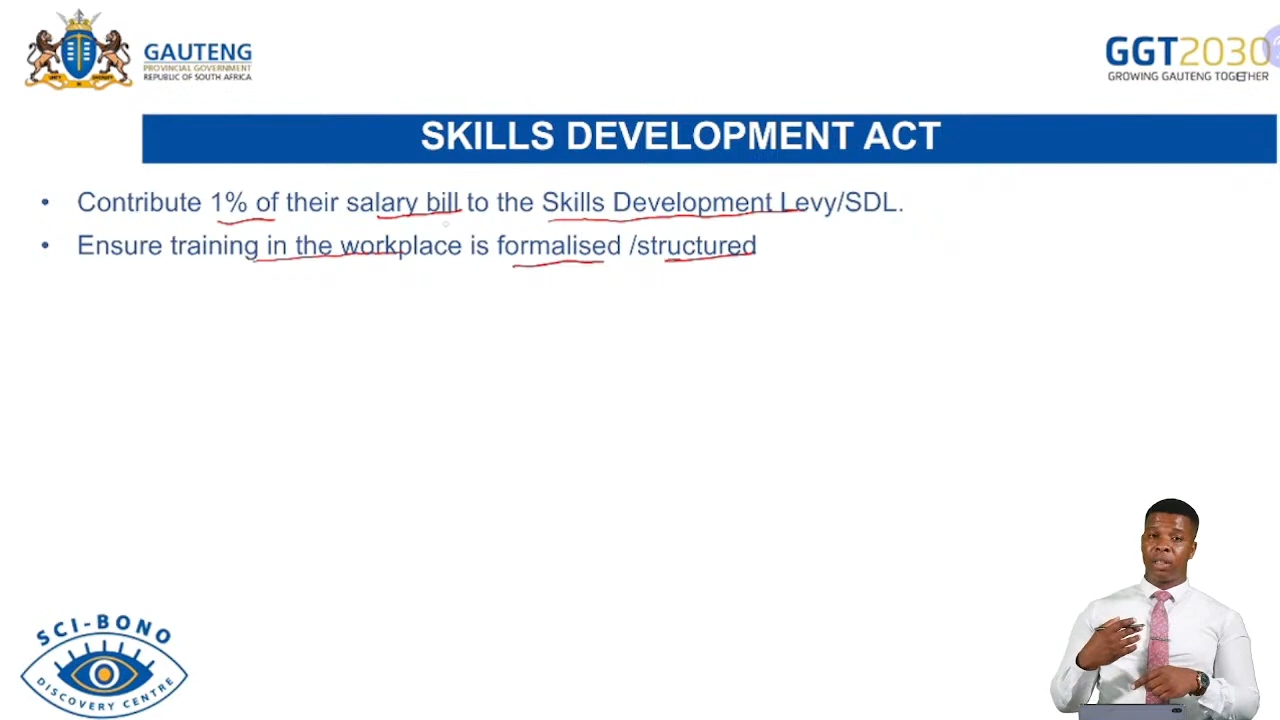 GAUTENG
PROVINCIAL GOVERNMENT
REPUBLIC OF SOUTH AFRICA
GGT2030
GROWING GAUTENG TOGETHER
SKILLS DEVELOPMENT ACT
• Contribute 1% of their salary bill to the Skills Development Levy/SDL.
• Ensure training in the workplace is formalised /structured
SCI-BONO
DISCOVERY CENTRE